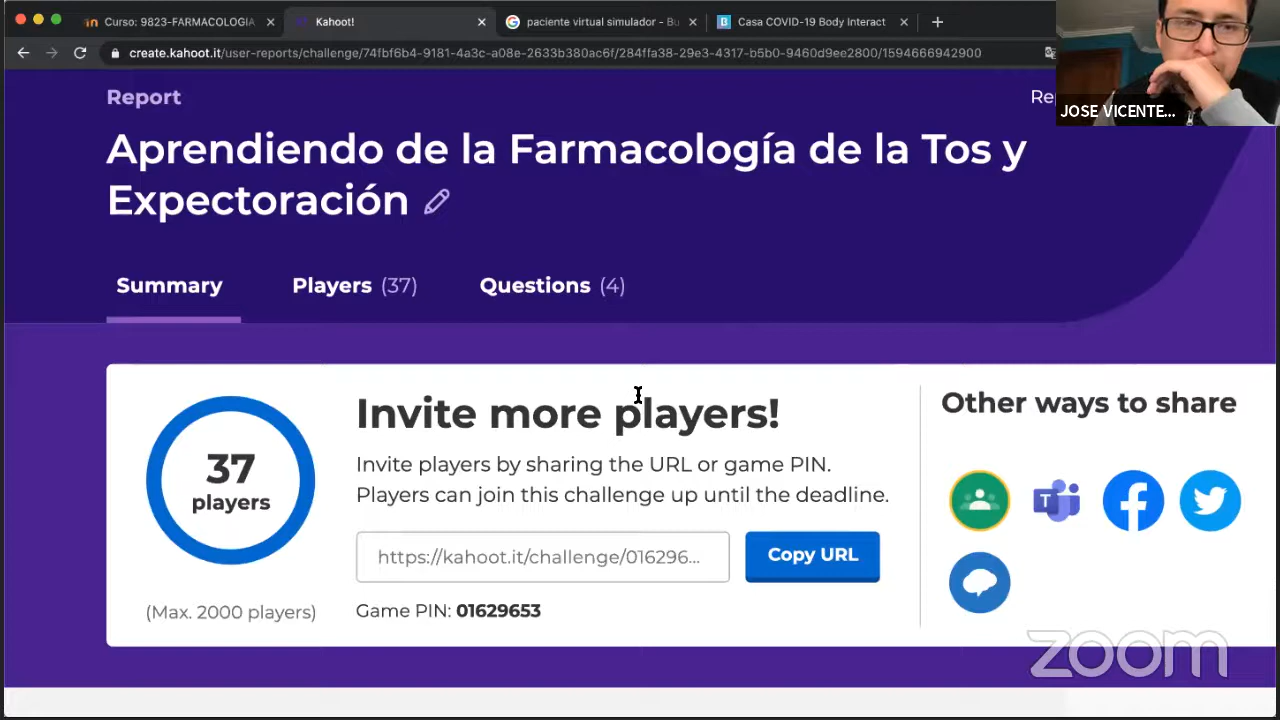 Curso: 9823-FARMACOLOGIA
Kahoot!
paciente virtual simulador - Bu
Casa COVID-19 Body Interact
create.kahoot.it/user-reports/challenge/74fbf6b4-9181-4a3c-a08e-2633b380ac6f/284ffa38-29e3-4317-b5b0-9460d9ee2800/1594666942900
JOSE VICENTE...
Report
Aprendiendo de la Farmacología de la Tos y
Expectoración
Summary
Players (37)
Questions (4)
37
players
(Max. 2000 players)
Invite more players!
Invite players by sharing the URL or game PIN.
Players can join this challenge up until the deadline.
https://kahoot.it/challenge/016296...
Copy URL
Game PIN: 01629653
Other ways to share
zoom